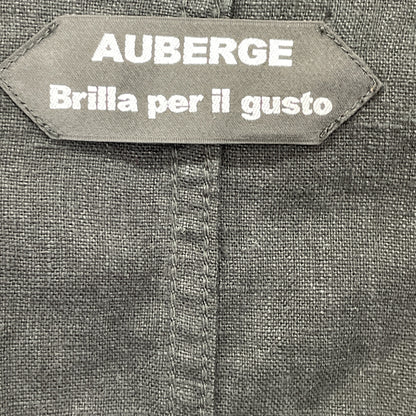 AUBERGE
Brilla per il gusto